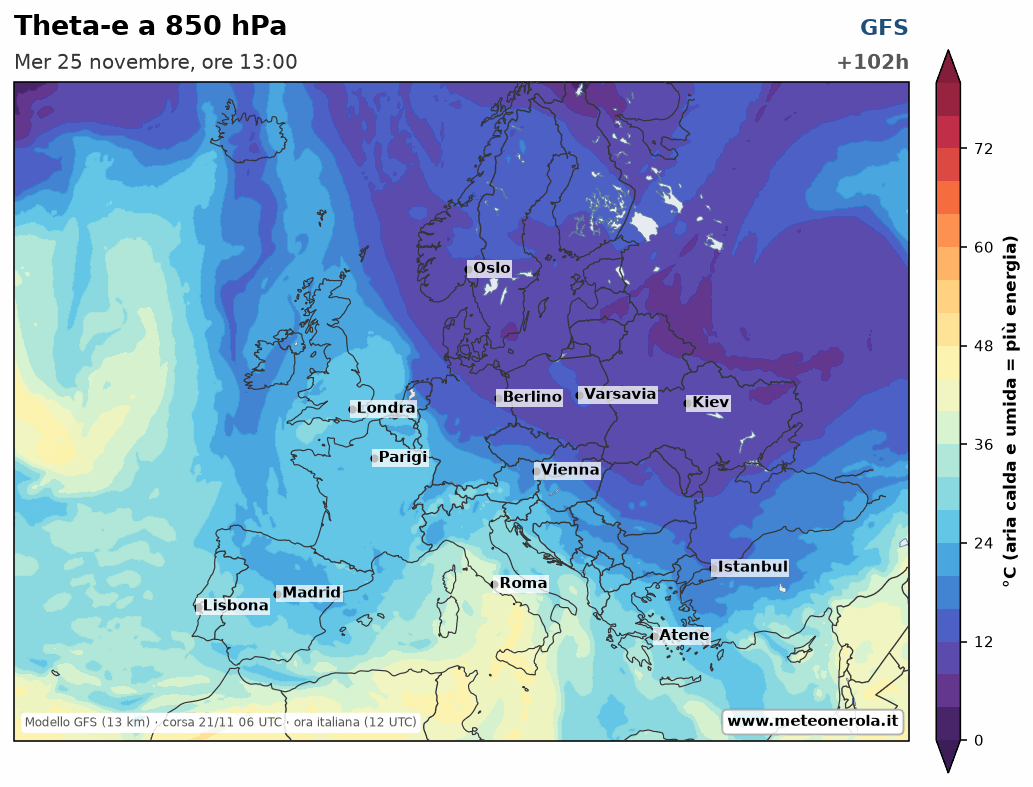 Theta-e a 850 hPa
GFS
Mer 25 novembre, ore 13:00
+102h
Oslo
Londra
Berlino
Varsavia
Kiev
Parigi
Vienna
Istanbul
Roma
Madrid
Lisbona
Atene
72
60
48
36
24
12
0
°C (aria calda e umida = più energia)
Modello GFS (13 km) · corsa 21/11 06 UTC · ora italiana (12 UTC)
www.meteonerola.it